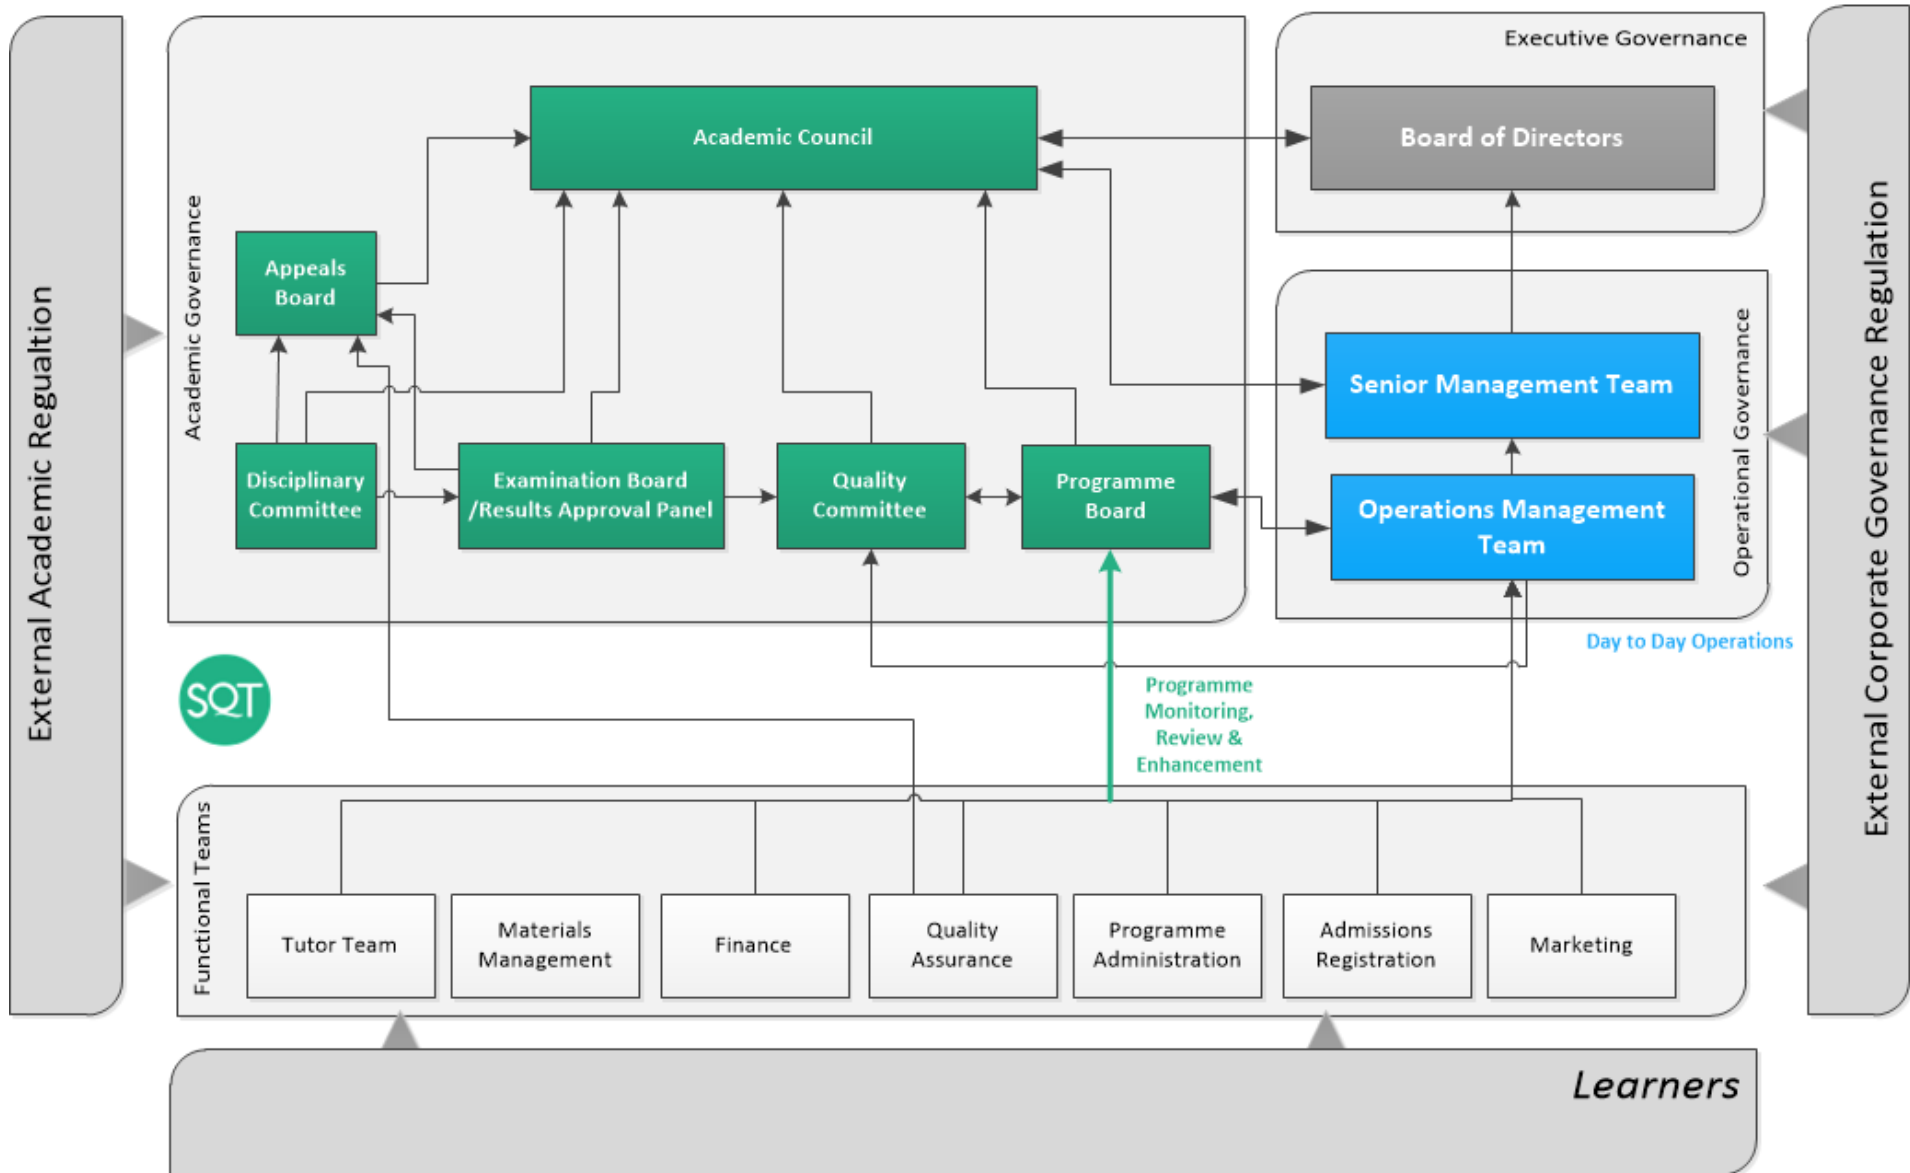 External Academic Regualtion
Academic Governance
Academic Council
Appeals
Board
Disciplinary
Committee
Examination Board
/Results Approval Panel
Quality
Committee
Programme
Board
Executive Governance
Board of Directors
Operational Governance
Senior Management Team
Operations Management
Team
Day to Day Operations
External Corporate Governance Regulation
SQT
Programme
Monitoring,
Review &
Enhancement
Functional Teams
Tutor Team
Materials
Management
Finance
Quality
Assurance
Programme
Administration
Admissions
Registration
Marketing
Learners